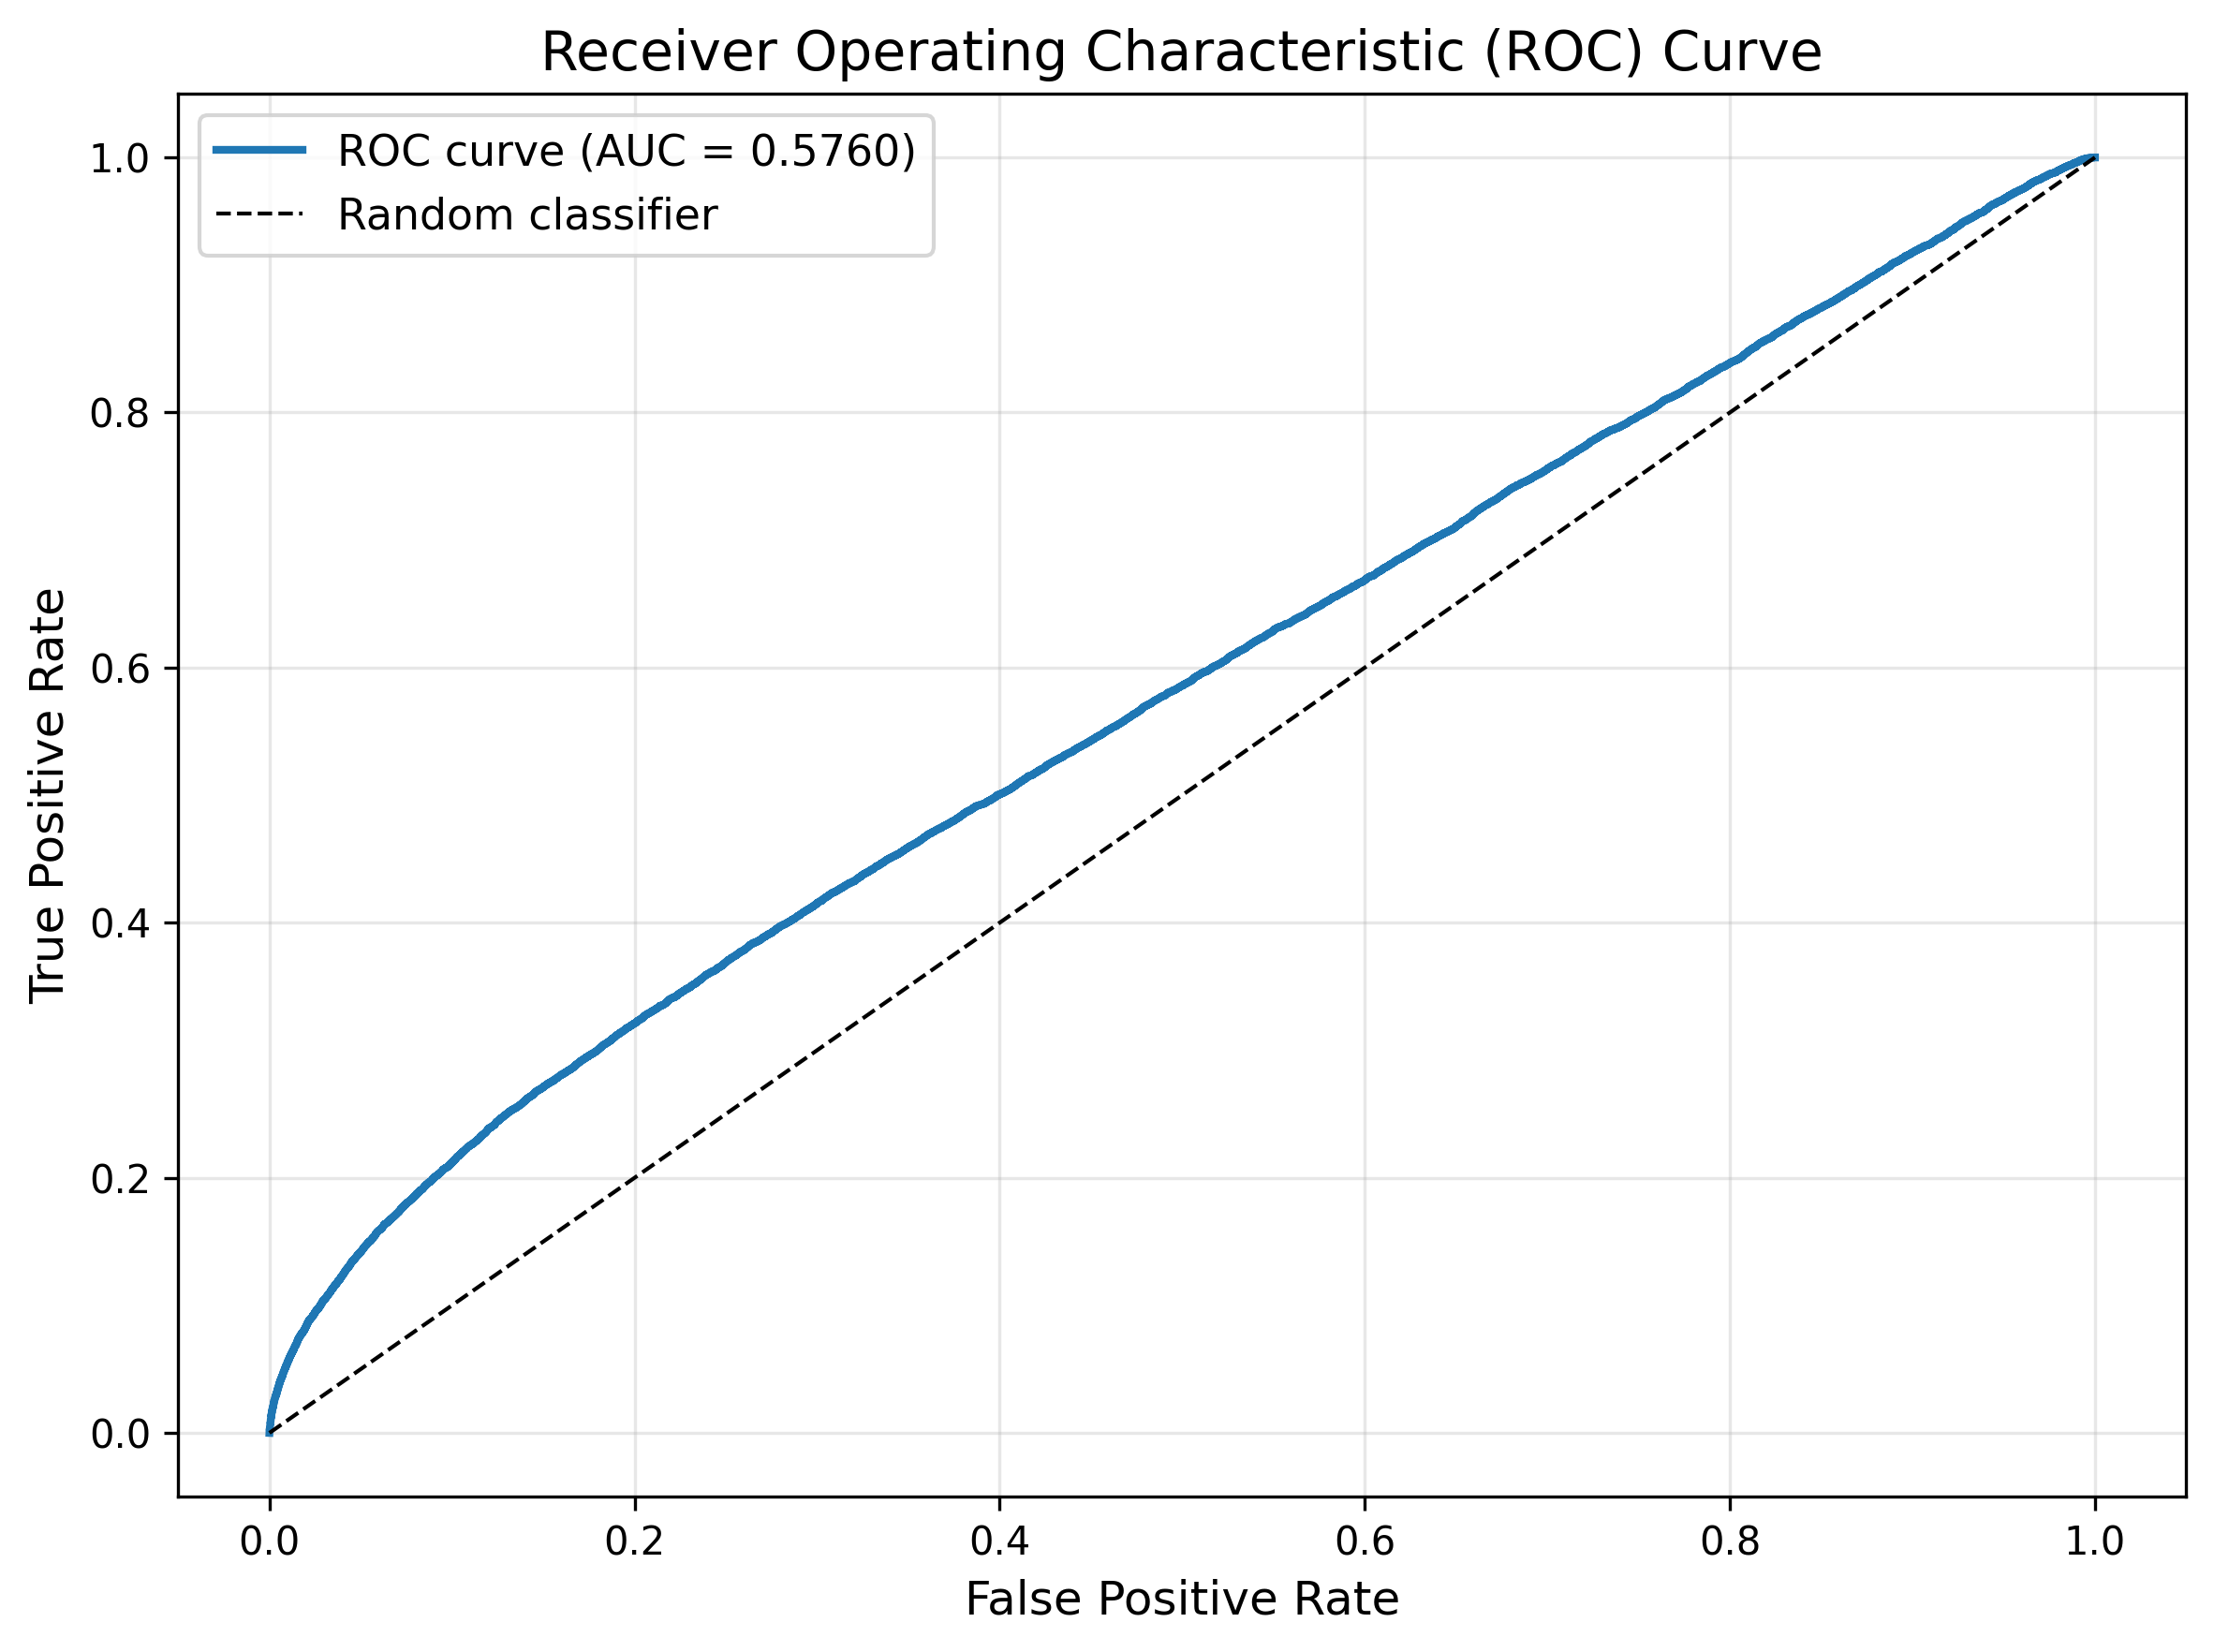 Receiver Operating Characteristic (ROC) Curve
ROC curve (AUC = 0.5760)
Random classifier
1.0
0.8
0.6
0.4
0.2
0.0
True Positive Rate
0.0 0.2 0.4 0.6 0.8 1.0
False Positive Rate